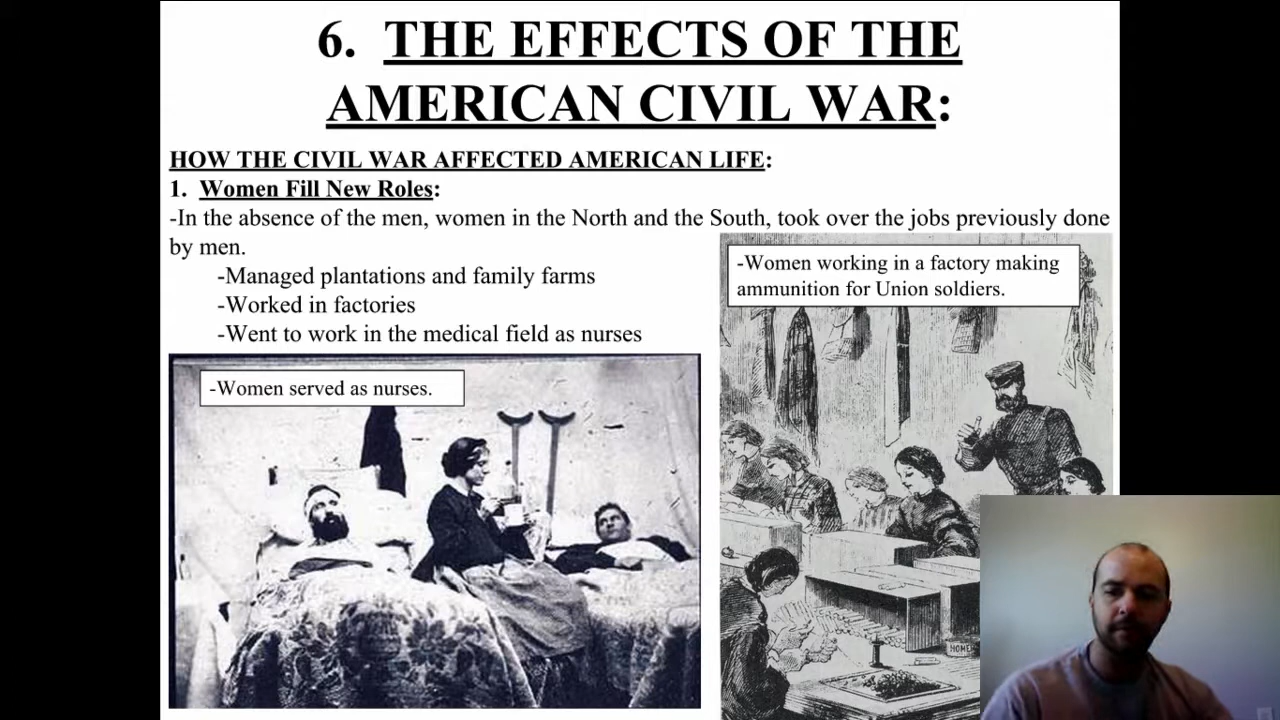 6. THE EFFECTS OF THE
AMERICAN CIVIL WAR:
HOW THE CIVIL WAR AFFECTED AMERICAN LIFE:
1. Women Fill New Roles:
-In the absence of the men, women in the North and the South, took over the jobs previously done
by men.
-Managed plantations and family farms
-Worked in factories
-Went to work in the medical field as nurses
-Women working in a factory making
ammunition for Union soldiers.
-Women served as nurses.